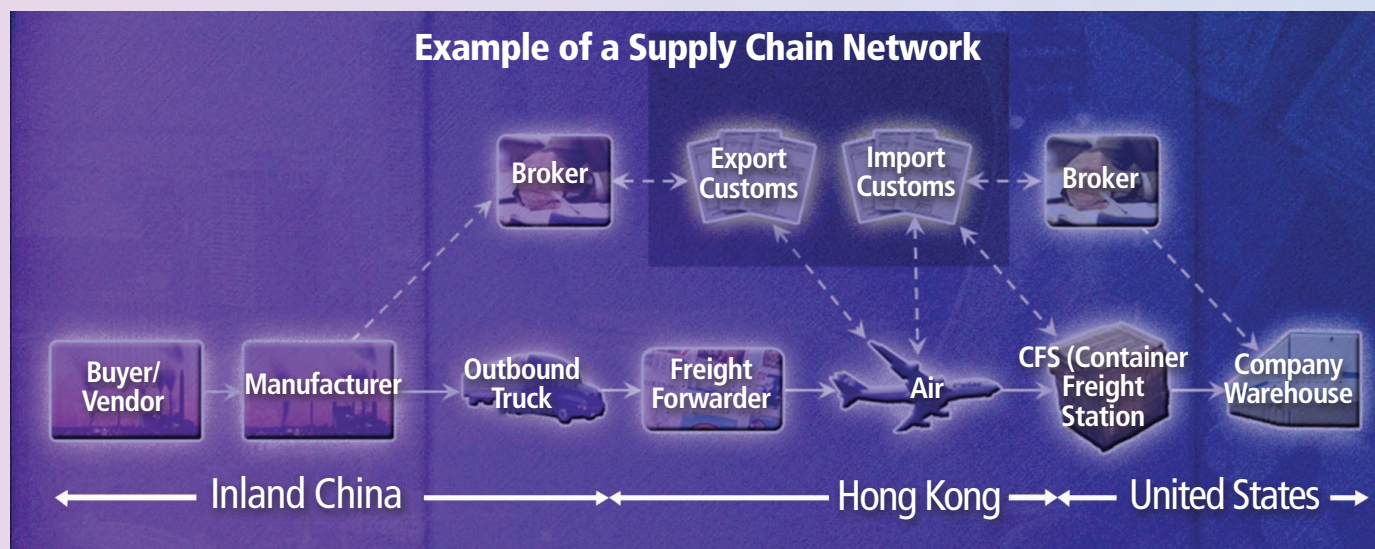 Example of a Supply Chain Network
Broker
Export
Customs
Import
Customs
Broker
Buyer/
Vendor
Manufacturer
Outbound
Truck
Freight
Forwarder
Air
CFS (Container
Freight
Station
Company
Warehouse
Inland China
Hong Kong
United States